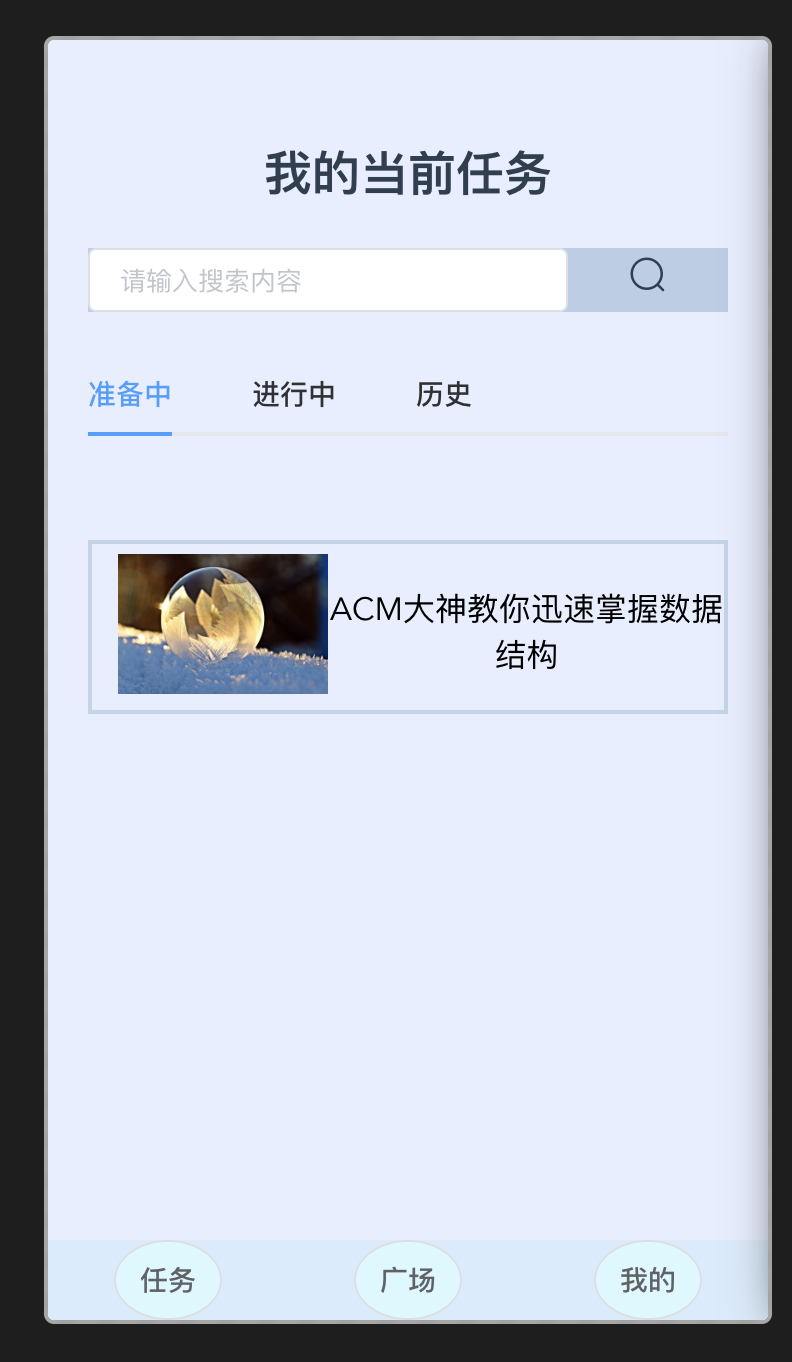 我的当前任务
请输入搜索内容
准备中 进行中 历史
ACM大神教你迅速掌握数据
结构
任务 广场 我的